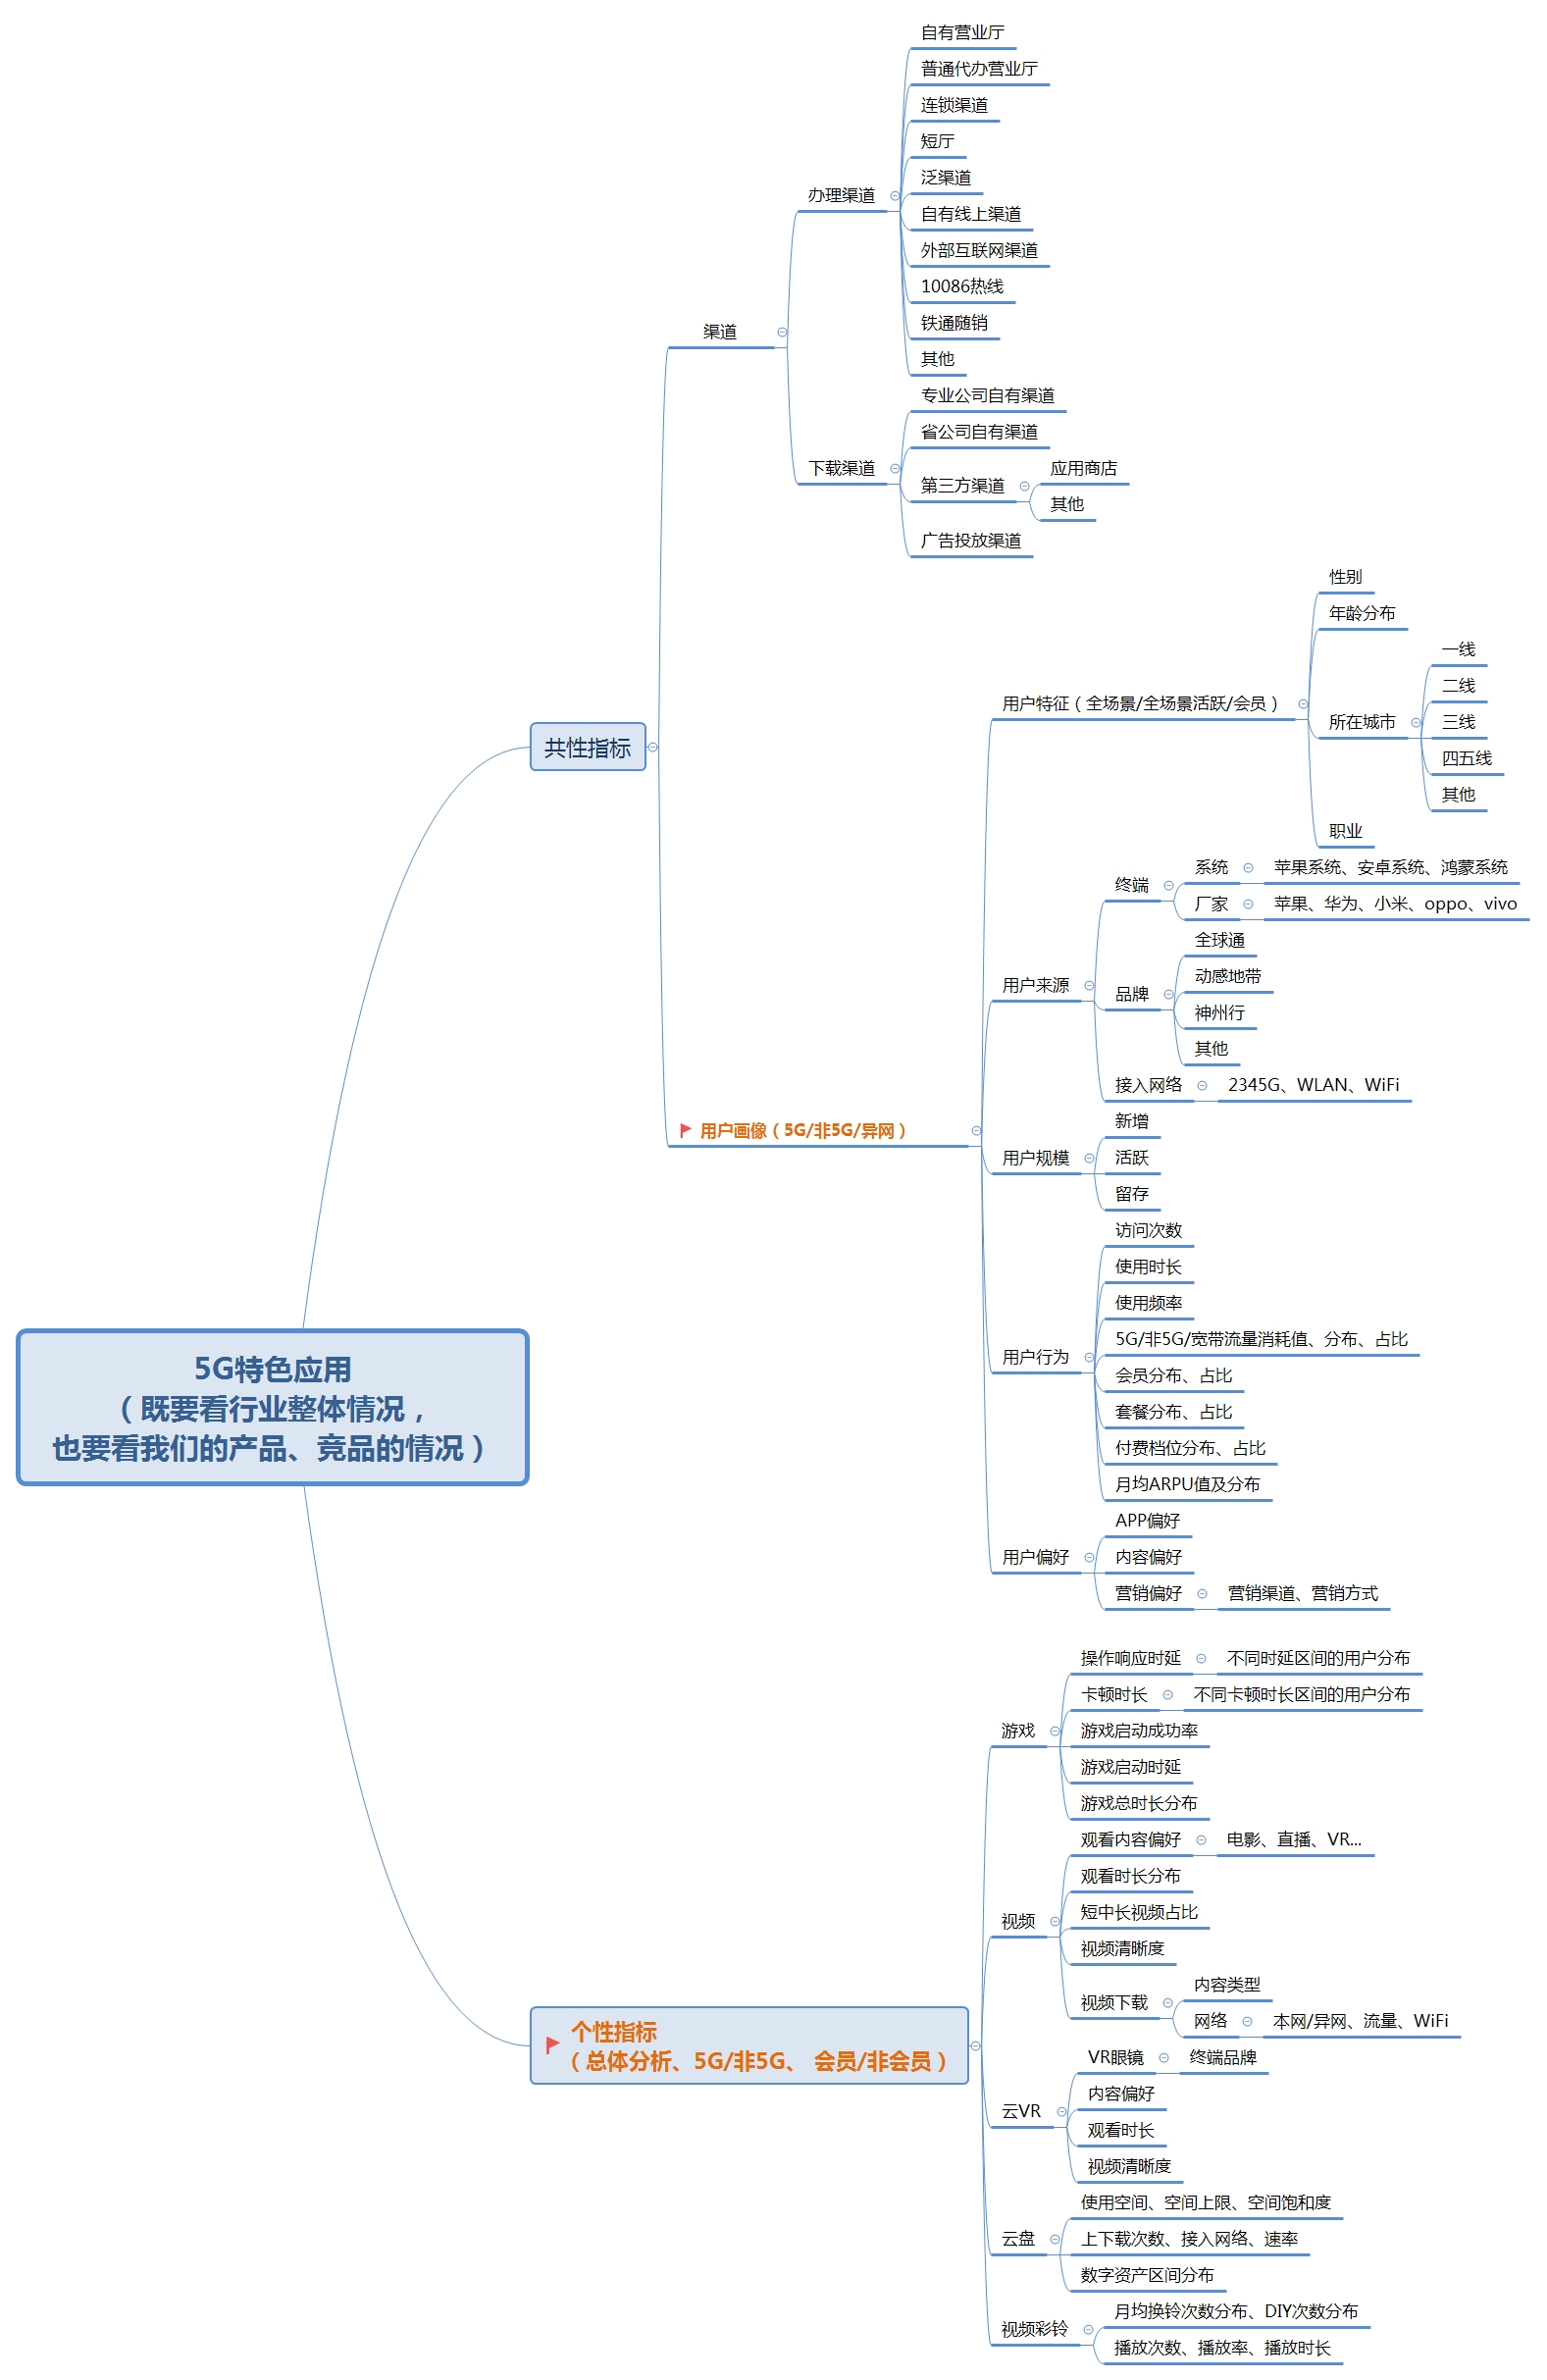 5G特色应用
（既要看行业整体情况，
也要看我们的产品、竞品的情况）
共性指标
渠道
办理渠道
自有营业厅
普通代办营业厅
连锁渠道
短厅
泛渠道
自有线上渠道
外部互联网渠道
10086热线
铁通随销
其他
下载渠道
专业公司自有渠道
省公司自有渠道
第三方渠道
应用商店
其他
广告投放渠道
用户画像（5G/非5G/异网）
用户特征（全场景/全场景活跃/会员）
性别
年龄分布
所在城市
一线
二线
三线
四五线
其他
职业
用户来源
终端
系统
苹果系统、安卓系统、鸿蒙系统
厂家
苹果、华为、小米、oppo、vivo
品牌
全球通
动感地带
神州行
其他
接入网络
2345G、WLAN、WiFi
用户规模
新增
活跃
留存
用户行为
访问次数
使用时长
使用频率
5G/非5G/宽带流量消耗值、分布、占比
会员分布、占比
套餐分布、占比
付费档位分布、占比
月均ARPU值及分布
用户偏好
APP偏好
内容偏好
营销偏好
营销渠道、营销方式
个性指标
（总体分析、5G/非5G、 会员/非会员）
游戏
操作响应时延
不同时延区间的用户分布
卡顿时长
不同卡顿时长区间的用户分布
游戏启动成功率
游戏启动时延
游戏总时长分布
视频
观看内容偏好
电影、直播、VR...
观看时长分布
短中长视频占比
视频清晰度
视频下载
内容类型
网络
本网/异网、流量、WiFi
云VR
VR眼镜
终端品牌
内容偏好
观看时长
视频清晰度
云盘
使用空间、空间上限、空间饱和度
上下载次数、接入网络、速率
数字资产区间分布
视频彩铃
月均换铃次数分布、DIY次数分布
播放次数、播放率、播放时长